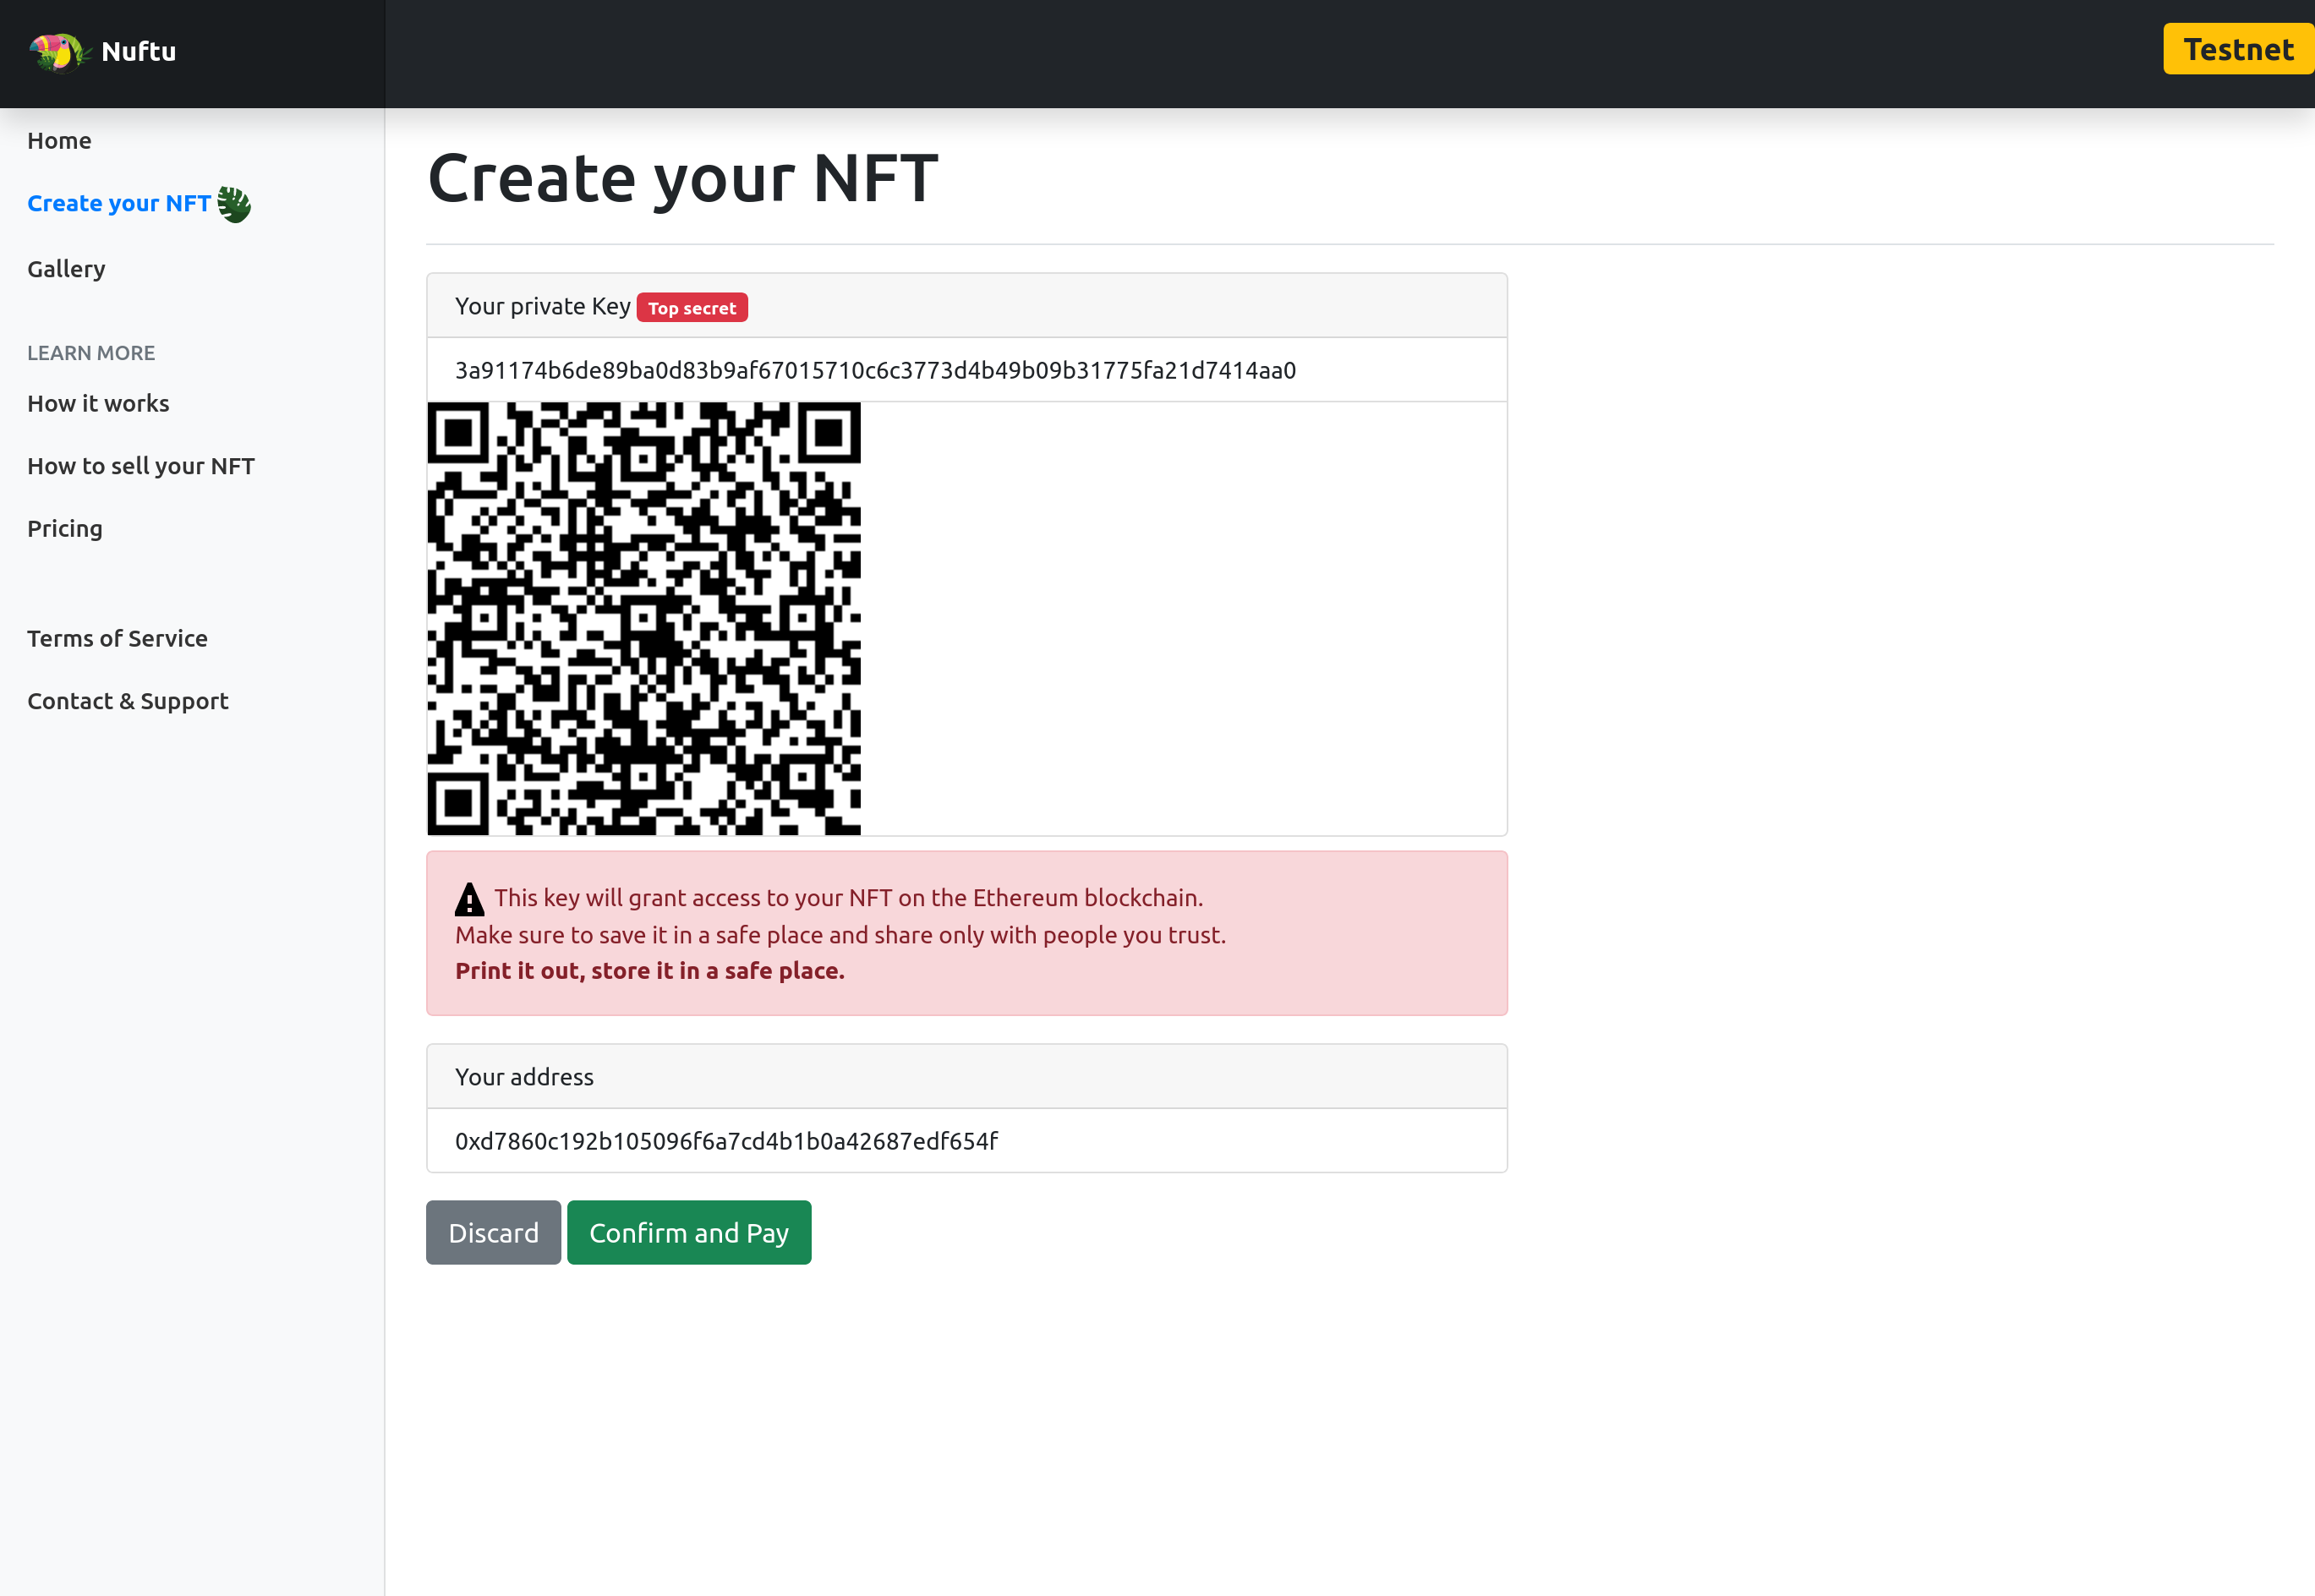 Nuftu
Testnet
Home
Create your NFT
Gallery
LEARN MORE
How it works
How to sell your NFT
Pricing
Terms of Service
Contact & Support
Create your NFT
Your private Key Top secret
3a91174b6de89ba0d83b9af67015710c6c3773d4b49b09b31775fa21d7414aa0
This key will grant access to your NFT on the Ethereum blockchain.
Make sure to save it in a safe place and share only with people you trust.
Print it out, store it in a safe place.
Your address
0xd7860c192b105096f6a7cd4b1b0a42687edf654f
Discard
Confirm and Pay